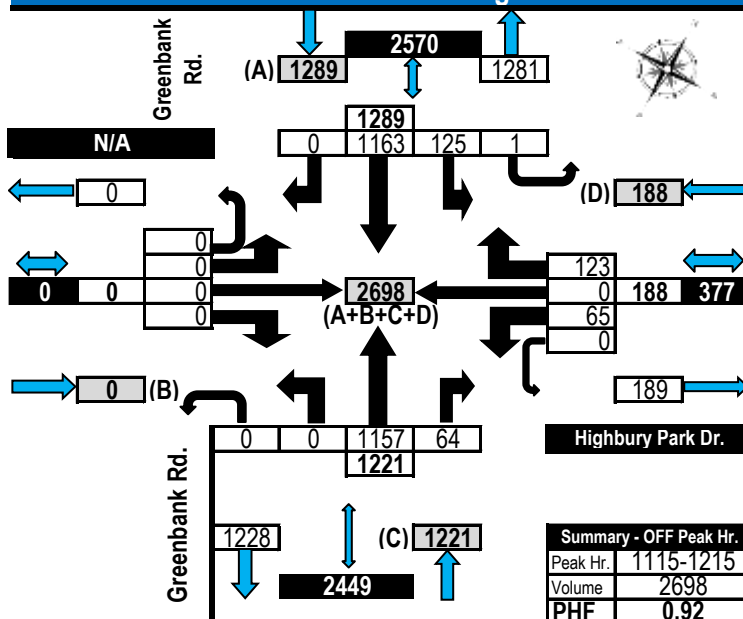 Greenbank Rd.
2570
(A) 1289
1281
1289
N/A
0 1163 125 1
0
(D) 188
0
0
0 0 0
0
2698
(A+B+C+D)
123
0 188 377
65
0
0 (B)
189
0 0 1157 64
1221
Highbury Park Dr.
Greenbank Rd.
1228
(C) 1221
2449
Summary - OFF Peak Hr.
Peak Hr. 1115-1215
Volume 2698
PHF 0.92